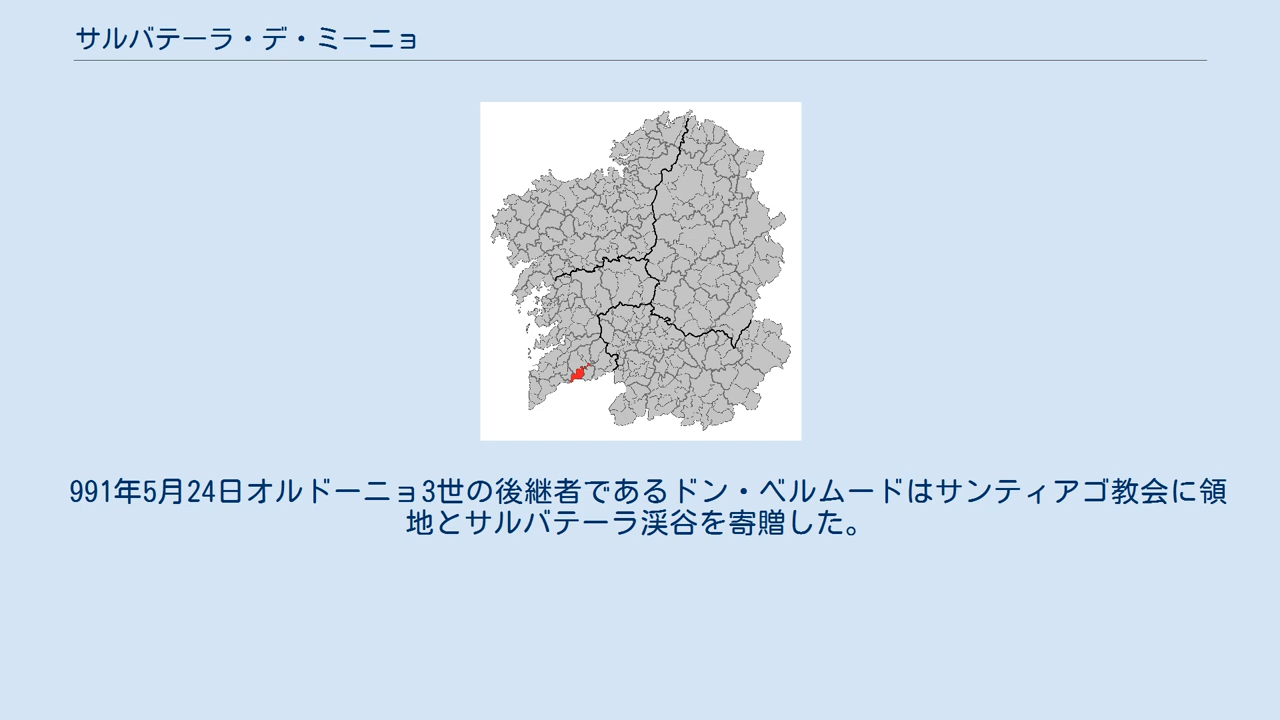 サルバテーラ・デ・ミーニョ
991年5月24日オルドーニョ3世の後継者であるドン・ベルムードはサンティアゴ教会に領
地とサルバテーラ渓谷を寄贈した。